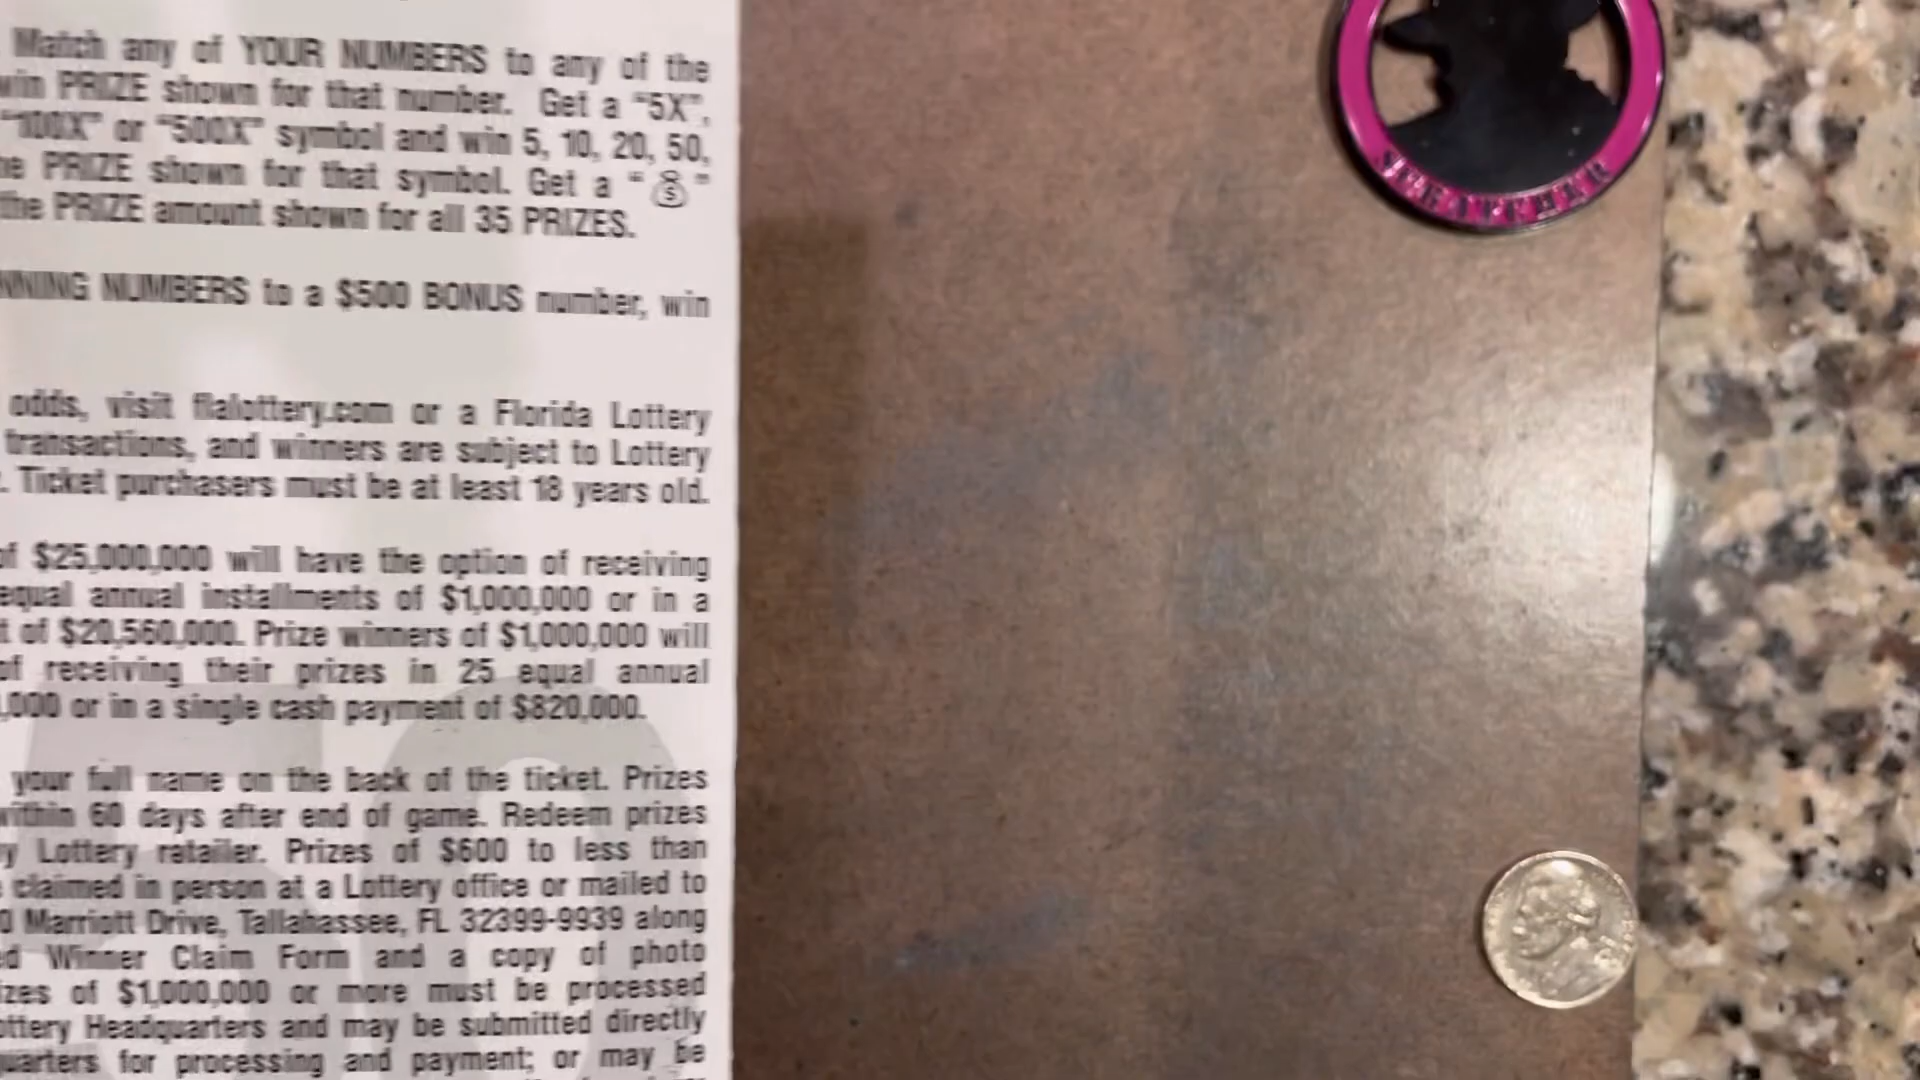 Match any of YOUR NUMBERS to any of the
win PRIZE shown for that number. Get a "5X",
"100X" or "500X" symbol and win 5, 10, 20, 50,
PRIZE shown for that symbol. Get a " $ "
the PRIZE amount shown for all 35 PRIZES.
NUMBERS to a $500 BONUS number, win
odds, visit flalottery.com or a Florida Lottery
transactions, and winners are subject to Lottery
. Ticket purchasers must be at least 18 years old.
of $25,000,000 will have the option of receiving
equal annual installments of $1,000,000 or in a
of $20,560,000. Prize winners of $1,000,000 will
of receiving their prizes in 25 equal annual
,000 or in a single cash payment of $820,000.
your full name on the back of the ticket. Prizes
within 60 days after end of game. Redeem prizes
Lottery retailer. Prizes of $600 to less than
claimed in person at a Lottery office or mailed to
Marriott Drive, Tallahassee, FL 32399-9939 along
Winner Claim Form and a copy of photo
of $1,000,000 or more must be processed
Headquarters and may be submitted directly
for processing and payment; or may be
SCRATCHER